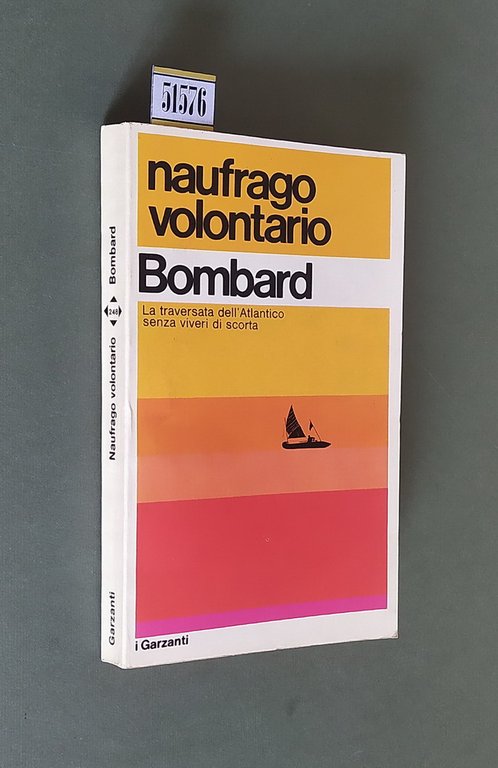 51576
naufrago
volontario
Bombard
La traversata dell'Atlantico
senza viveri di scorta
i Garzanti
Garzanti
Naufrago volontario
248
Bombard